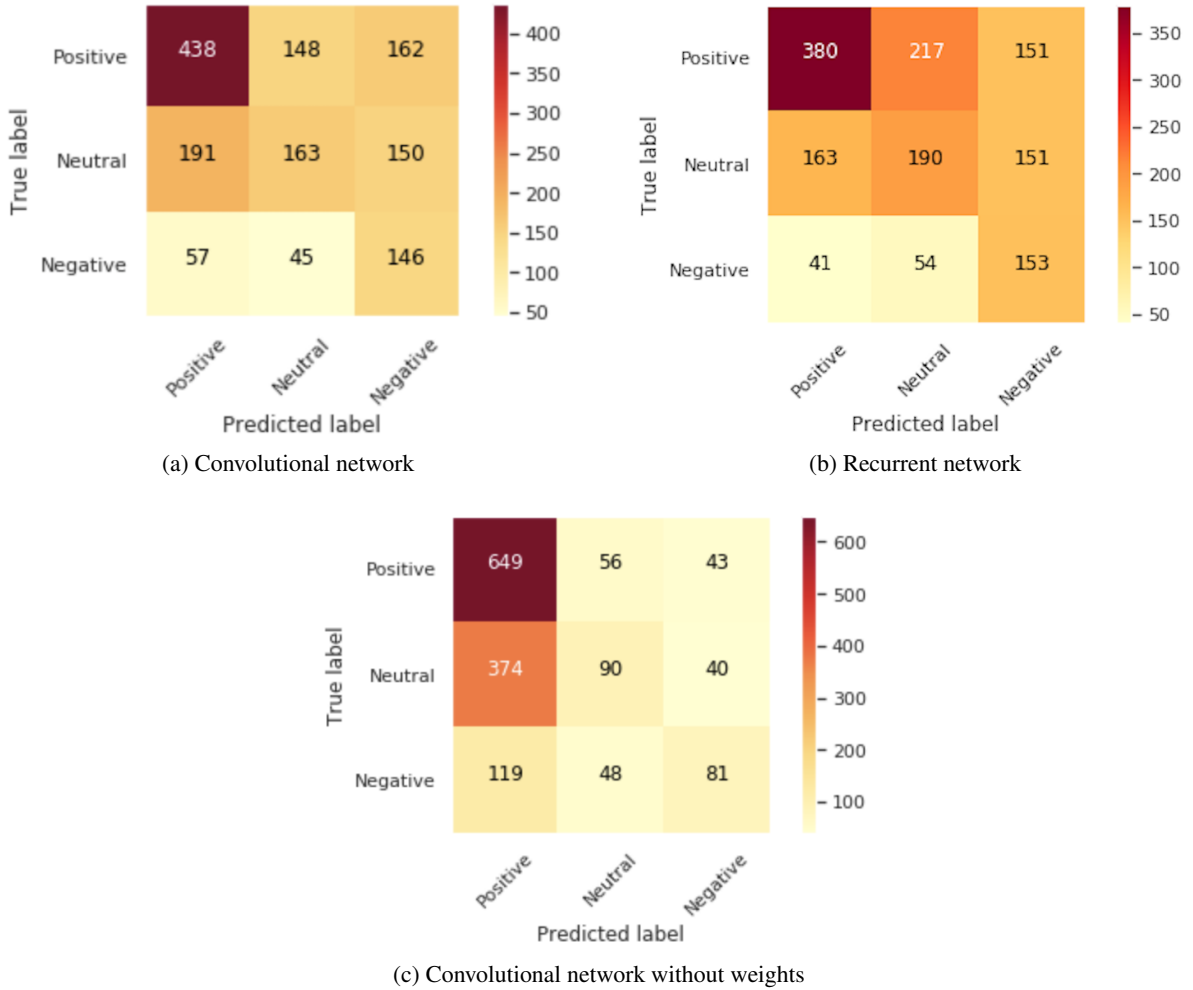 Positive 438 148 162
Neutral 191 163 150
Negative 57 45 146
True label
Positive Neutral Negative
Predicted label
400
350
300
250
200
150
100
50
(a) Convolutional network
Positive 380 217 151
Neutral 163 190 151
Negative 41 54 153
True label
Positive Neutral Negative
Predicted label
350
300
250
200
150
100
50
(b) Recurrent network
Positive 649 56 43
Neutral 374 90 40
Negative 119 48 81
True label
Positive Neutral Negative
Predicted label
600
500
400
300
200
100
(c) Convolutional network without weights